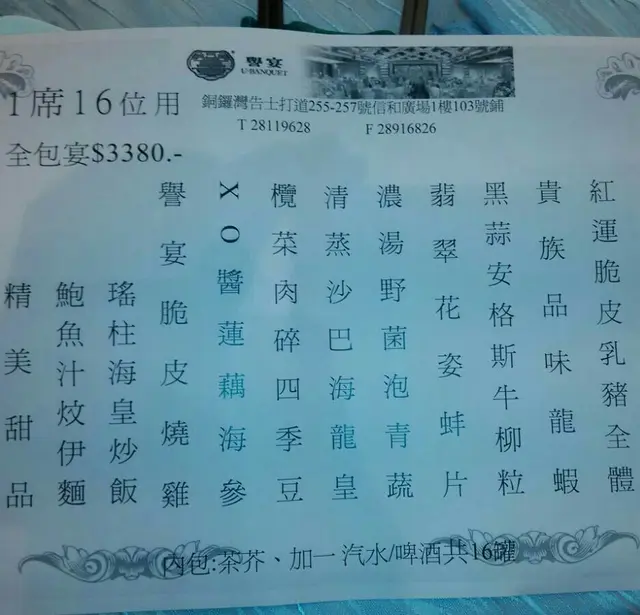 譽宴
U-BANQUET
1席16位用
銅鑼灣告士打道255-257號信和廣場1樓103號鋪
T 28119628 F 28916826
全包宴$3380.-
紅運脆皮乳豬全體
貴族品味龍蝦
黑蒜安格斯牛柳粒
翡翠花姿蚌片
濃湯野菌泡青蔬
清蒸沙巴海龍皇
欖菜肉碎四季豆
XO醬蓮藕海參
譽宴脆皮燒雞
瑤柱海皇炒飯
鮑魚汁炆伊麵
精美甜品
內包:茶芥、加一 汽水/啤酒共16罐